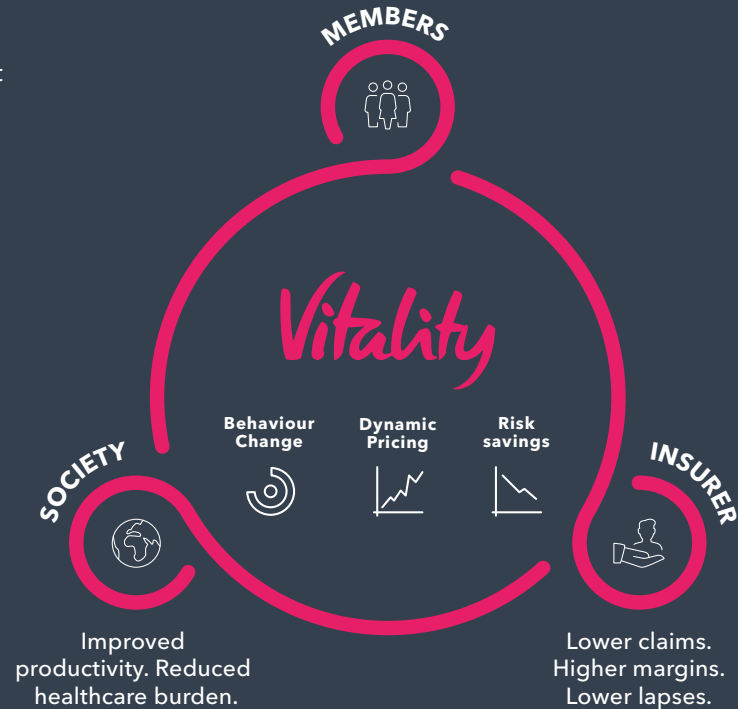 MEMBERS
Vitality
Behaviour
Change
Dynamic
Pricing
Risk
savings
SOCIETY
INSURER
Improved
productivity. Reduced
healthcare burden.
Lower claims.
Higher margins.
Lower lapses.